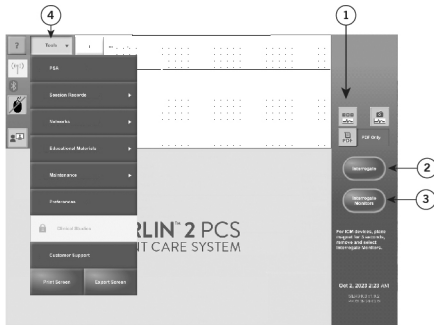 4
1
?
Tools
PSA
Session Records
Networks
Educational Materials
Maintenance
Preferences
Clinical Studies
Customer Support
Print Screen
Export Screen
RLIN™ 2 PCS
NT CARE SYSTEM
PDF
PDF Only
Interrogate
2
Interrogate
Monitors
3
For ICM devices, place
magnet for 3 seconds,
remove and select
Interrogate Monitors.
Oct 2, 2023 2:23 AM